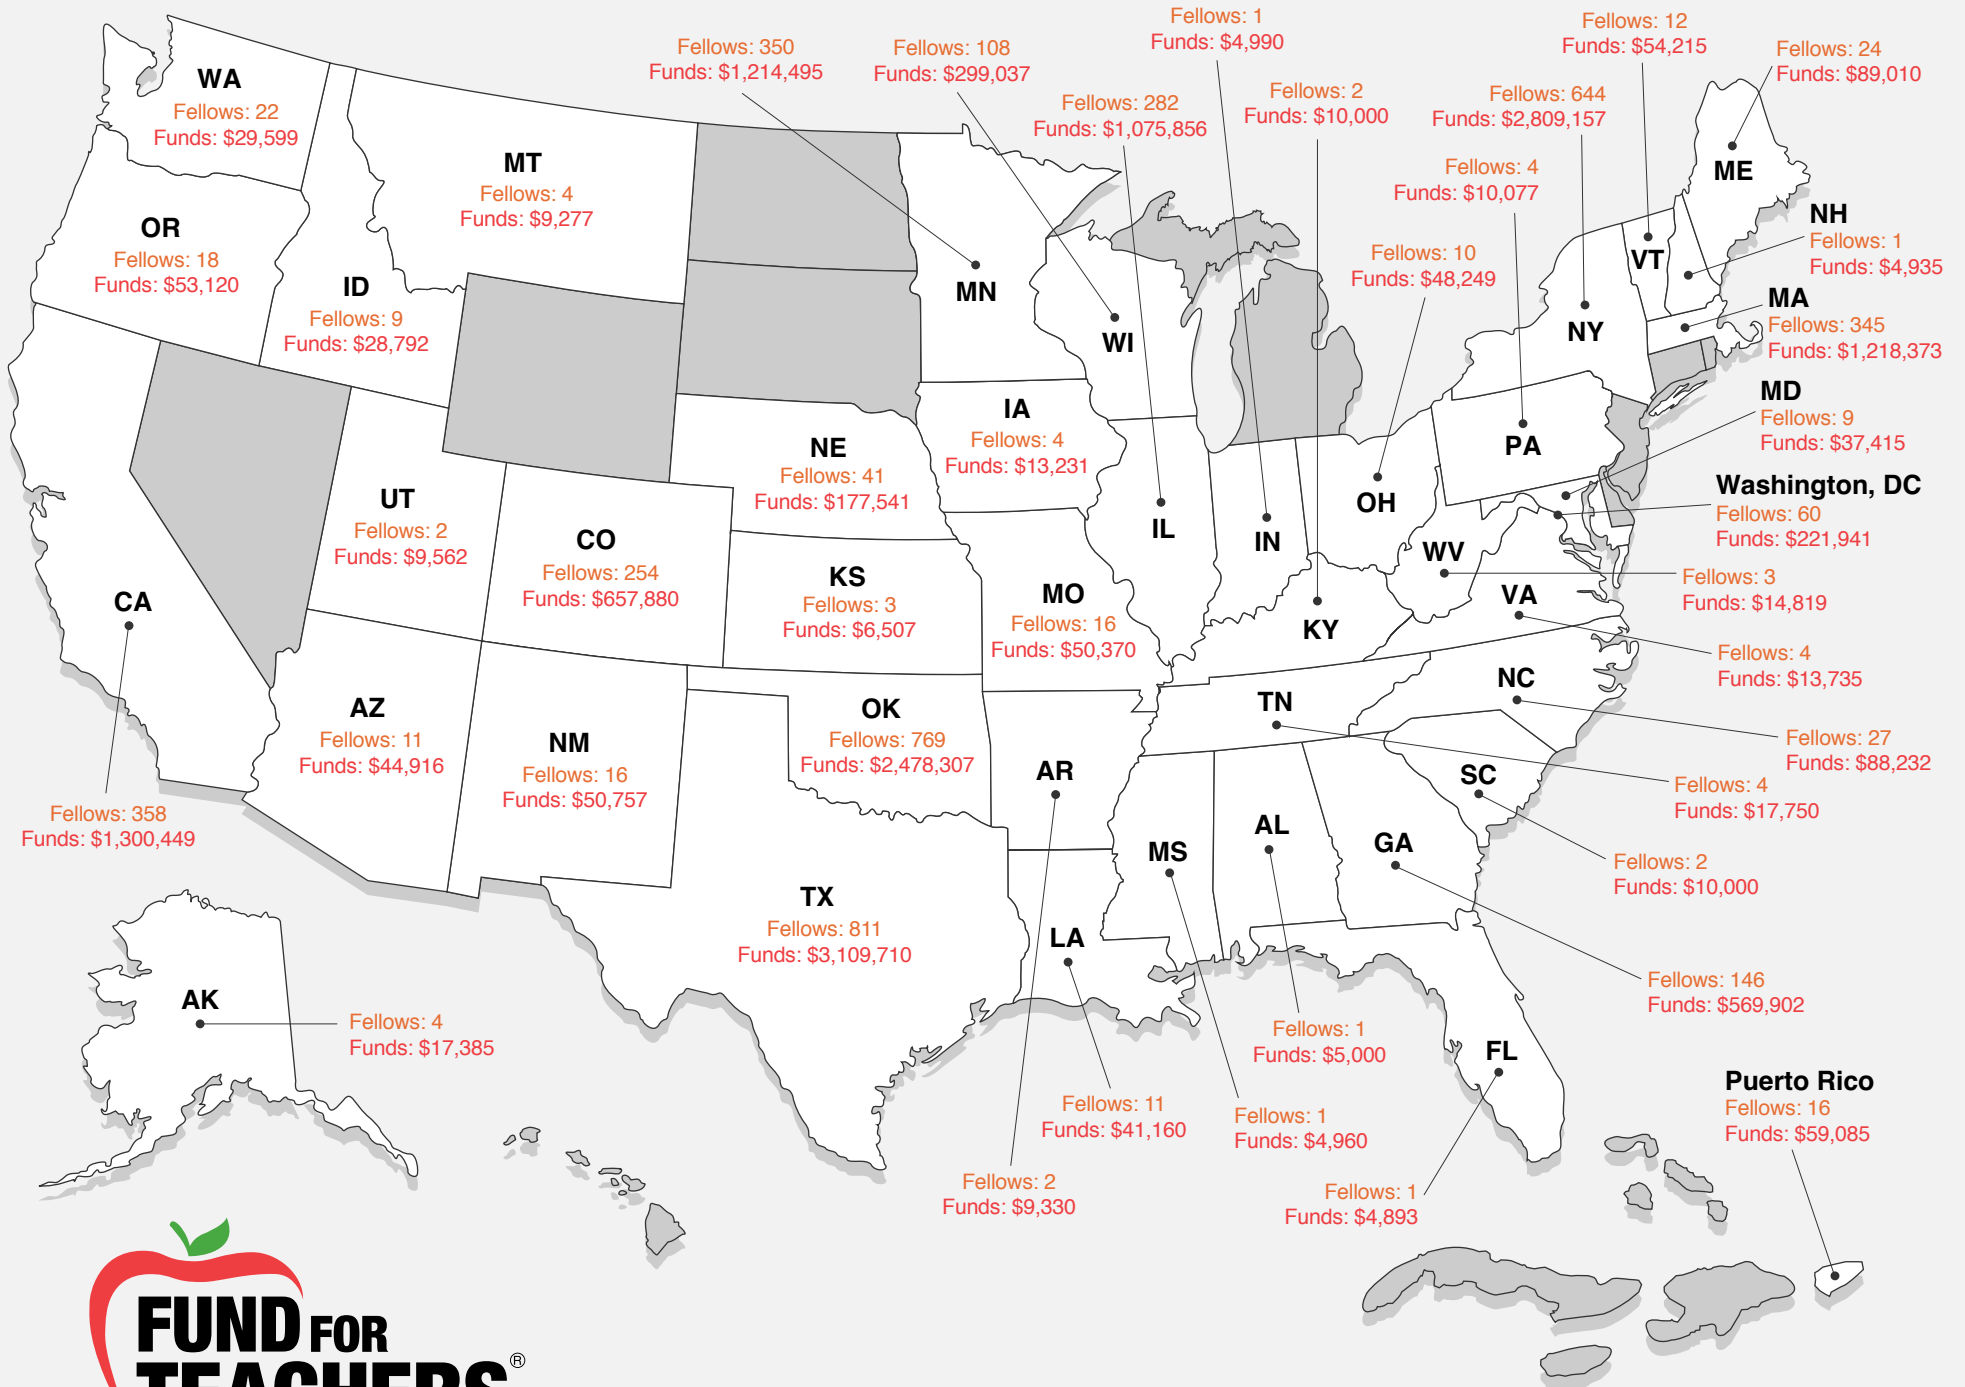 WA
Fellows: 22
Funds: $29,599
OR
Fellows: 18
Funds: $53,120
ID
Fellows: 9
Funds: $28,792
MT
Fellows: 4
Funds: $9,277
Fellows: 350
Funds: $1,214,495
MN
Fellows: 108
Funds: $299,037
WI
Fellows: 282
Funds: $1,075,856
IL
Fellows: 1
Funds: $4,990
IN
Fellows: 2
Funds: $10,000
KY
Fellows: 10
Funds: $48,249
OH
Fellows: 4
Funds: $10,077
PA
Fellows: 644
Funds: $2,809,157
NY
Fellows: 12
Funds: $54,215
VT
Fellows: 24
Funds: $89,010
ME
NH
Fellows: 1
Funds: $4,935
MA
Fellows: 345
Funds: $1,218,373
MD
Fellows: 9
Funds: $37,415
Washington, DC
Fellows: 60
Funds: $221,941
WV
Fellows: 3
Funds: $14,819
VA
Fellows: 4
Funds: $13,735
NC
Fellows: 27
Funds: $88,232
TN
Fellows: 4
Funds: $17,750
SC
Fellows: 2
Funds: $10,000
GA
Fellows: 146
Funds: $569,902
IA
Fellows: 4
Funds: $13,231
NE
Fellows: 41
Funds: $177,541
UT
Fellows: 2
Funds: $9,562
CO
Fellows: 254
Funds: $657,880
KS
Fellows: 3
Funds: $6,507
MO
Fellows: 16
Funds: $50,370
CA
Fellows: 358
Funds: $1,300,449
AZ
Fellows: 11
Funds: $44,916
NM
Fellows: 16
Funds: $50,757
OK
Fellows: 769
Funds: $2,478,307
AR
Fellows: 2
Funds: $9,330
TX
Fellows: 811
Funds: $3,109,710
LA
Fellows: 11
Funds: $41,160
MS
Fellows: 1
Funds: $4,960
AL
Fellows: 1
Funds: $5,000
FL
Fellows: 1
Funds: $4,893
AK
Fellows: 4
Funds: $17,385
Puerto Rico
Fellows: 16
Funds: $59,085
FUND FOR
TEACHERS®